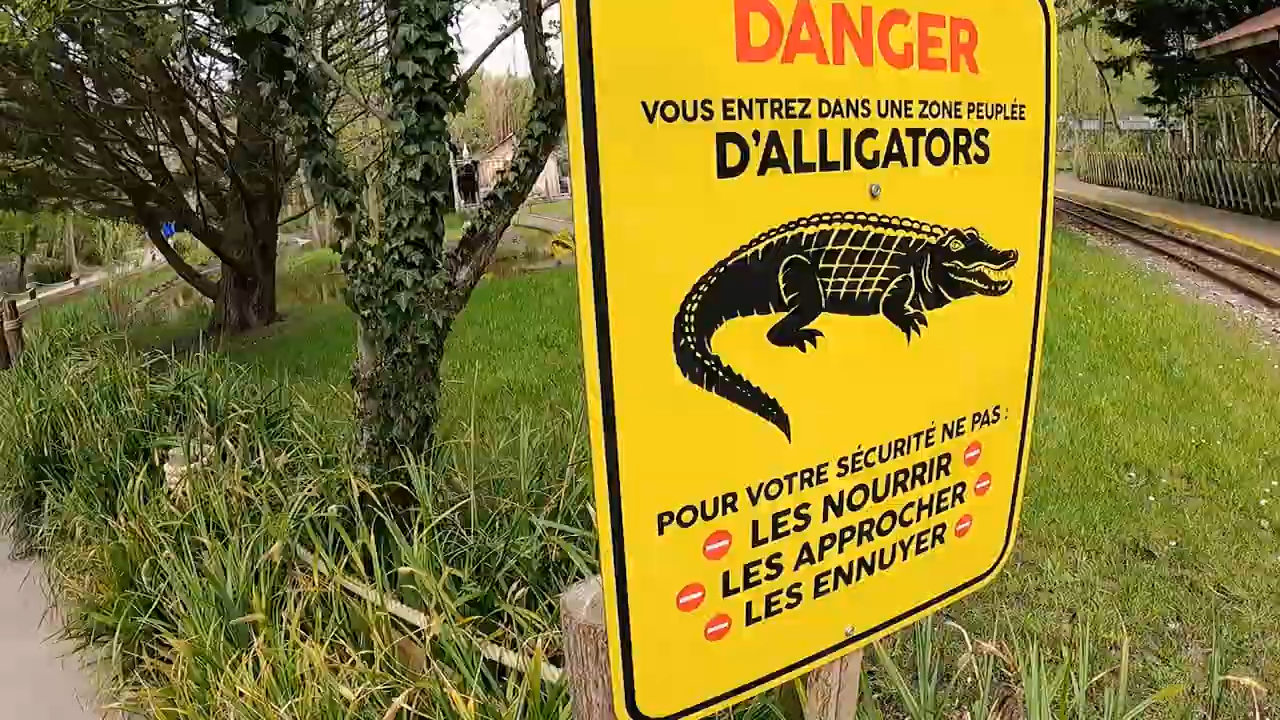 DANGER
VOUS ENTREZ DANS UNE ZONE PEUPLÉE
D'ALLIGATORS
POUR VOTRE SÉCURITÉ NE PAS :
LES NOURRIR
LES APPROCHER
LES ENNUYER